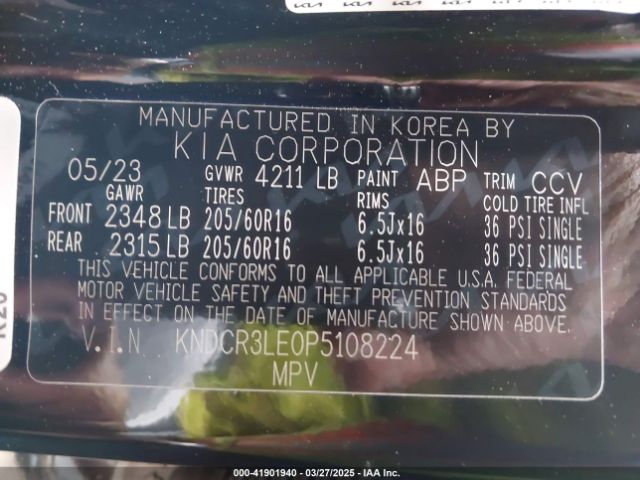 MANUFACTURED IN KOREA BY
KIA CORPORATION
05/23 GVWR 4211 LB PAINT ABP TRIM CCV
GAWR TIRES RIMS COLD TIRE INFL
FRONT 2348 LB 205/60R16 6.5Jx16 36 PSI SINGLE
REAR 2315 LB 205/60R16 6.5Jx16 36 PSI SINGLE
THIS VEHICLE CONFORMS TO ALL APPLICABLE U.S.A. FEDERAL
MOTOR VEHICLE SAFETY AND THEFT PREVENTION STANDARDS
IN EFFECT ON THE DATE OF MANUFACTURE SHOWN ABOVE.
V.I.N KNDCR3LE0P5108224
MPV
000-41901940 - 03/27/2025 - IAA Inc.